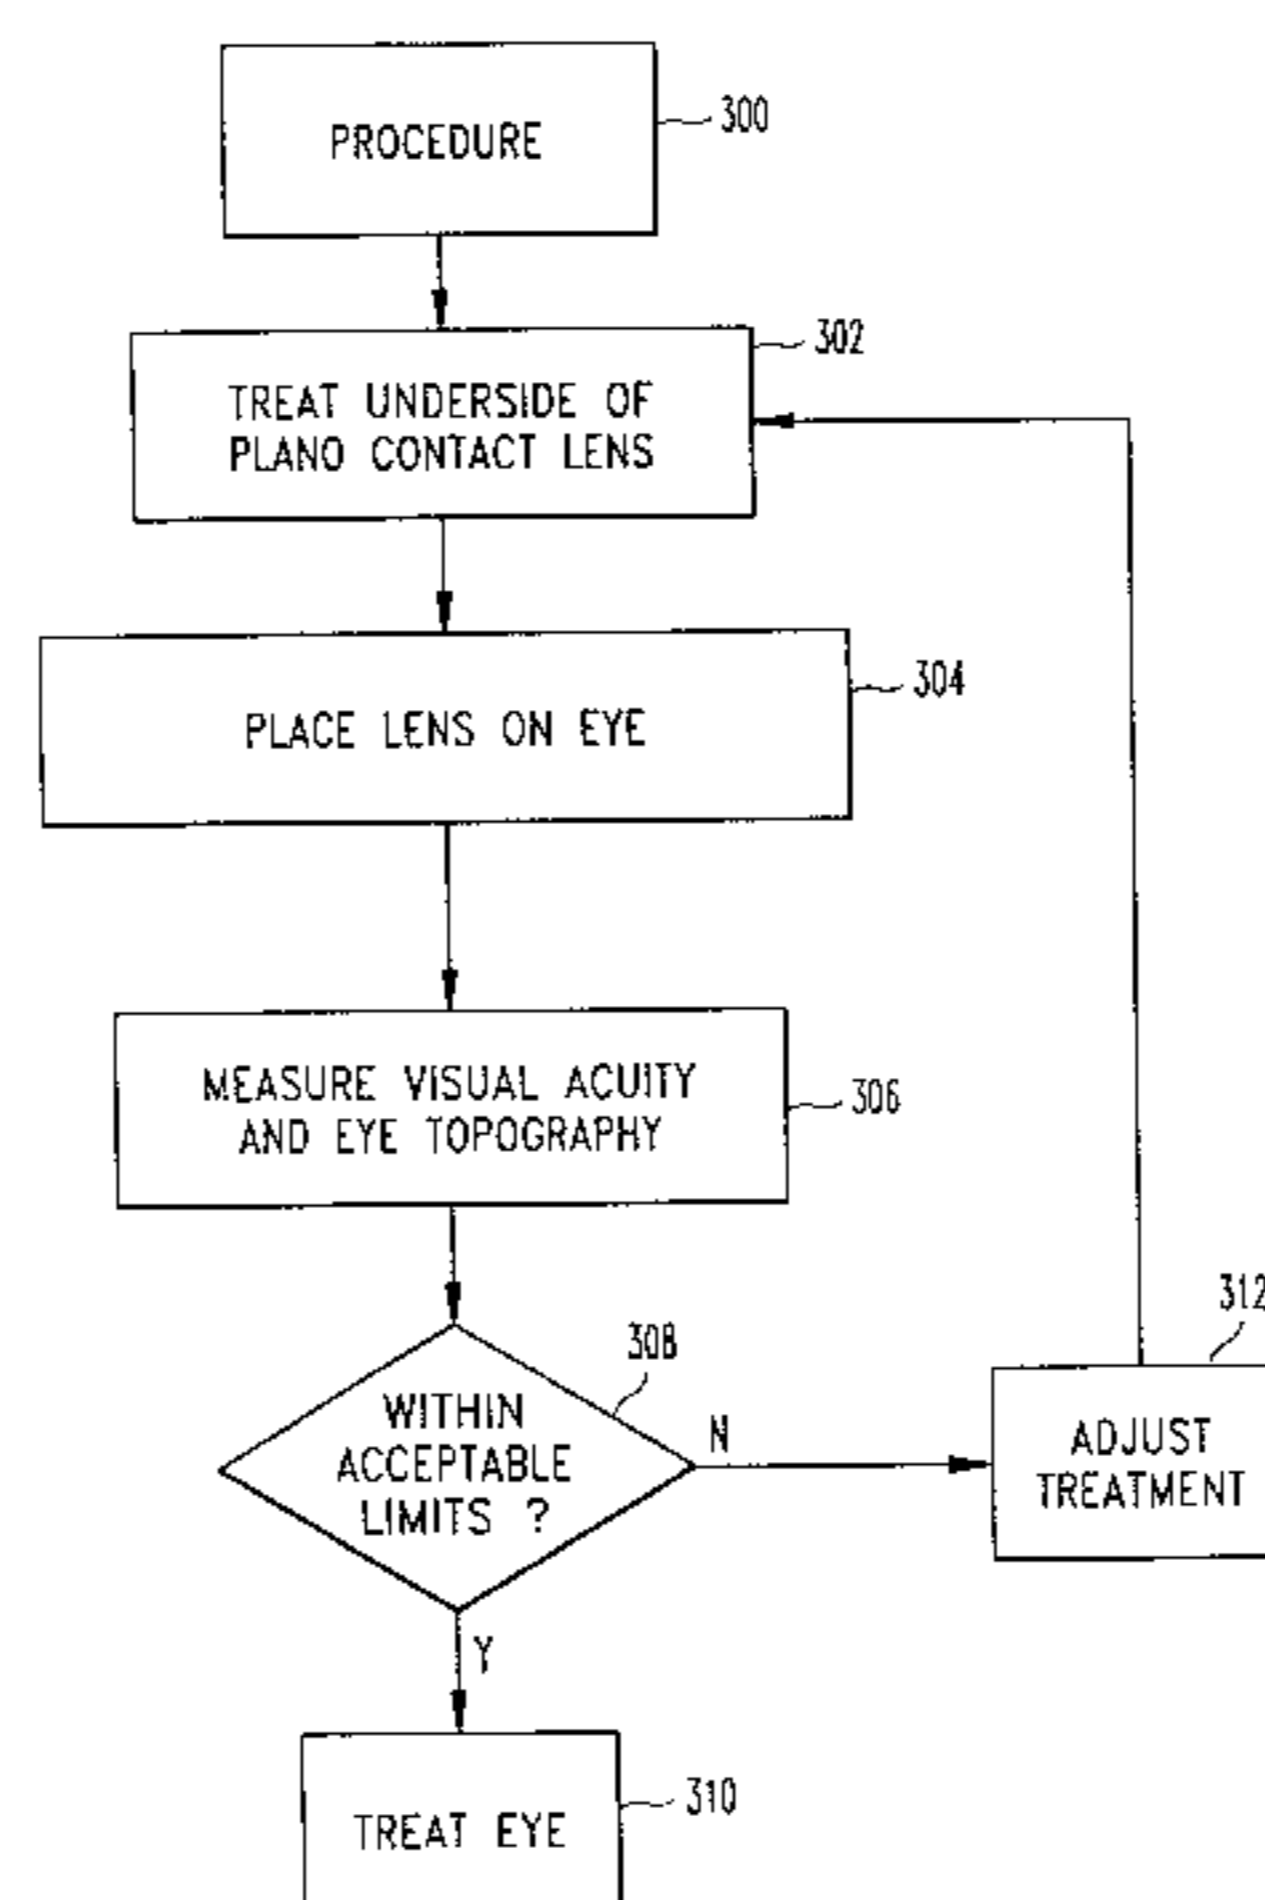 PROCEDURE
300
302
TREAT UNDERSIDE OF
PLANO CONTACT LENS
304
PLACE LENS ON EYE
MEASURE VISUAL ACUITY
AND EYE TOPOGRAPHY
306
308
WITHIN
ACCEPTABLE
LIMITS ?
N
312
ADJUST
TREATMENT
Y
310
TREAT EYE